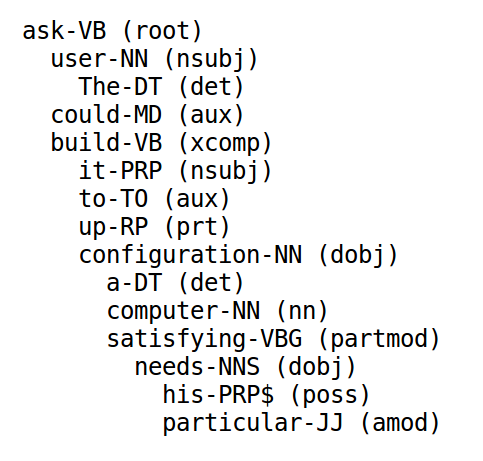 ask-VB (root)
user-NN (nsubj)
The-DT (det)
could-MD (aux)
build-VB (xcomp)
it-PRP (nsubj)
to-TO (aux)
up-RP (prt)
configuration-NN (dobj)
a-DT (det)
computer-NN (nn)
satisfying-VBG (partmod)
needs-NNS (dobj)
his-PRP$ (poss)
particular-JJ (amod)